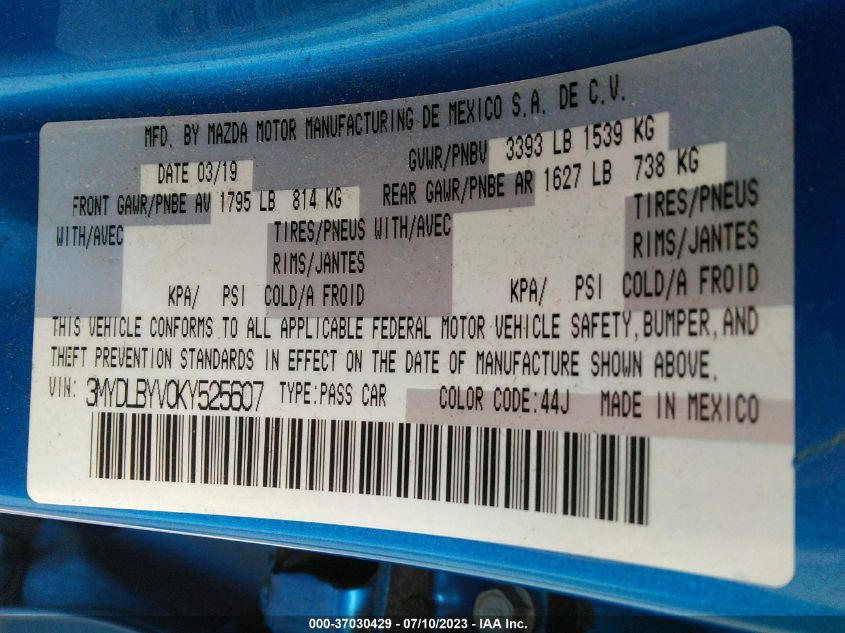 MFD. BY MAZDA MOTOR MANUFACTURING DE MEXICO S.A. DE C.V.
DATE 03/19 GVWR/PNBV 3393 LB 1539 KG
FRONT GAWR/PNBE AV 1795 LB 814 KG REAR GAWR/PNBE AR 1627 LB 738 KG
WITH/AVEC TIRES/PNEUS WITH/AVEC TIRES/PNEUS
RIMS/JANTES RIMS/JANTES
KPA/ PSI COLD/A FROID KPA/ PSI COLD/A FROID
THIS VEHICLE CONFORMS TO ALL APPLICABLE FEDERAL MOTOR VEHICLE SAFETY, BUMPER, AND
THEFT PREVENTION STANDARDS IN EFFECT ON THE DATE OF MANUFACTURE SHOWN ABOVE.
VIN: 3MYDLBYV0KY525607 TYPE:PASS CAR COLOR CODE:44J MADE IN MEXICO
000-37030429 - 07/10/2023 - IAA Inc.